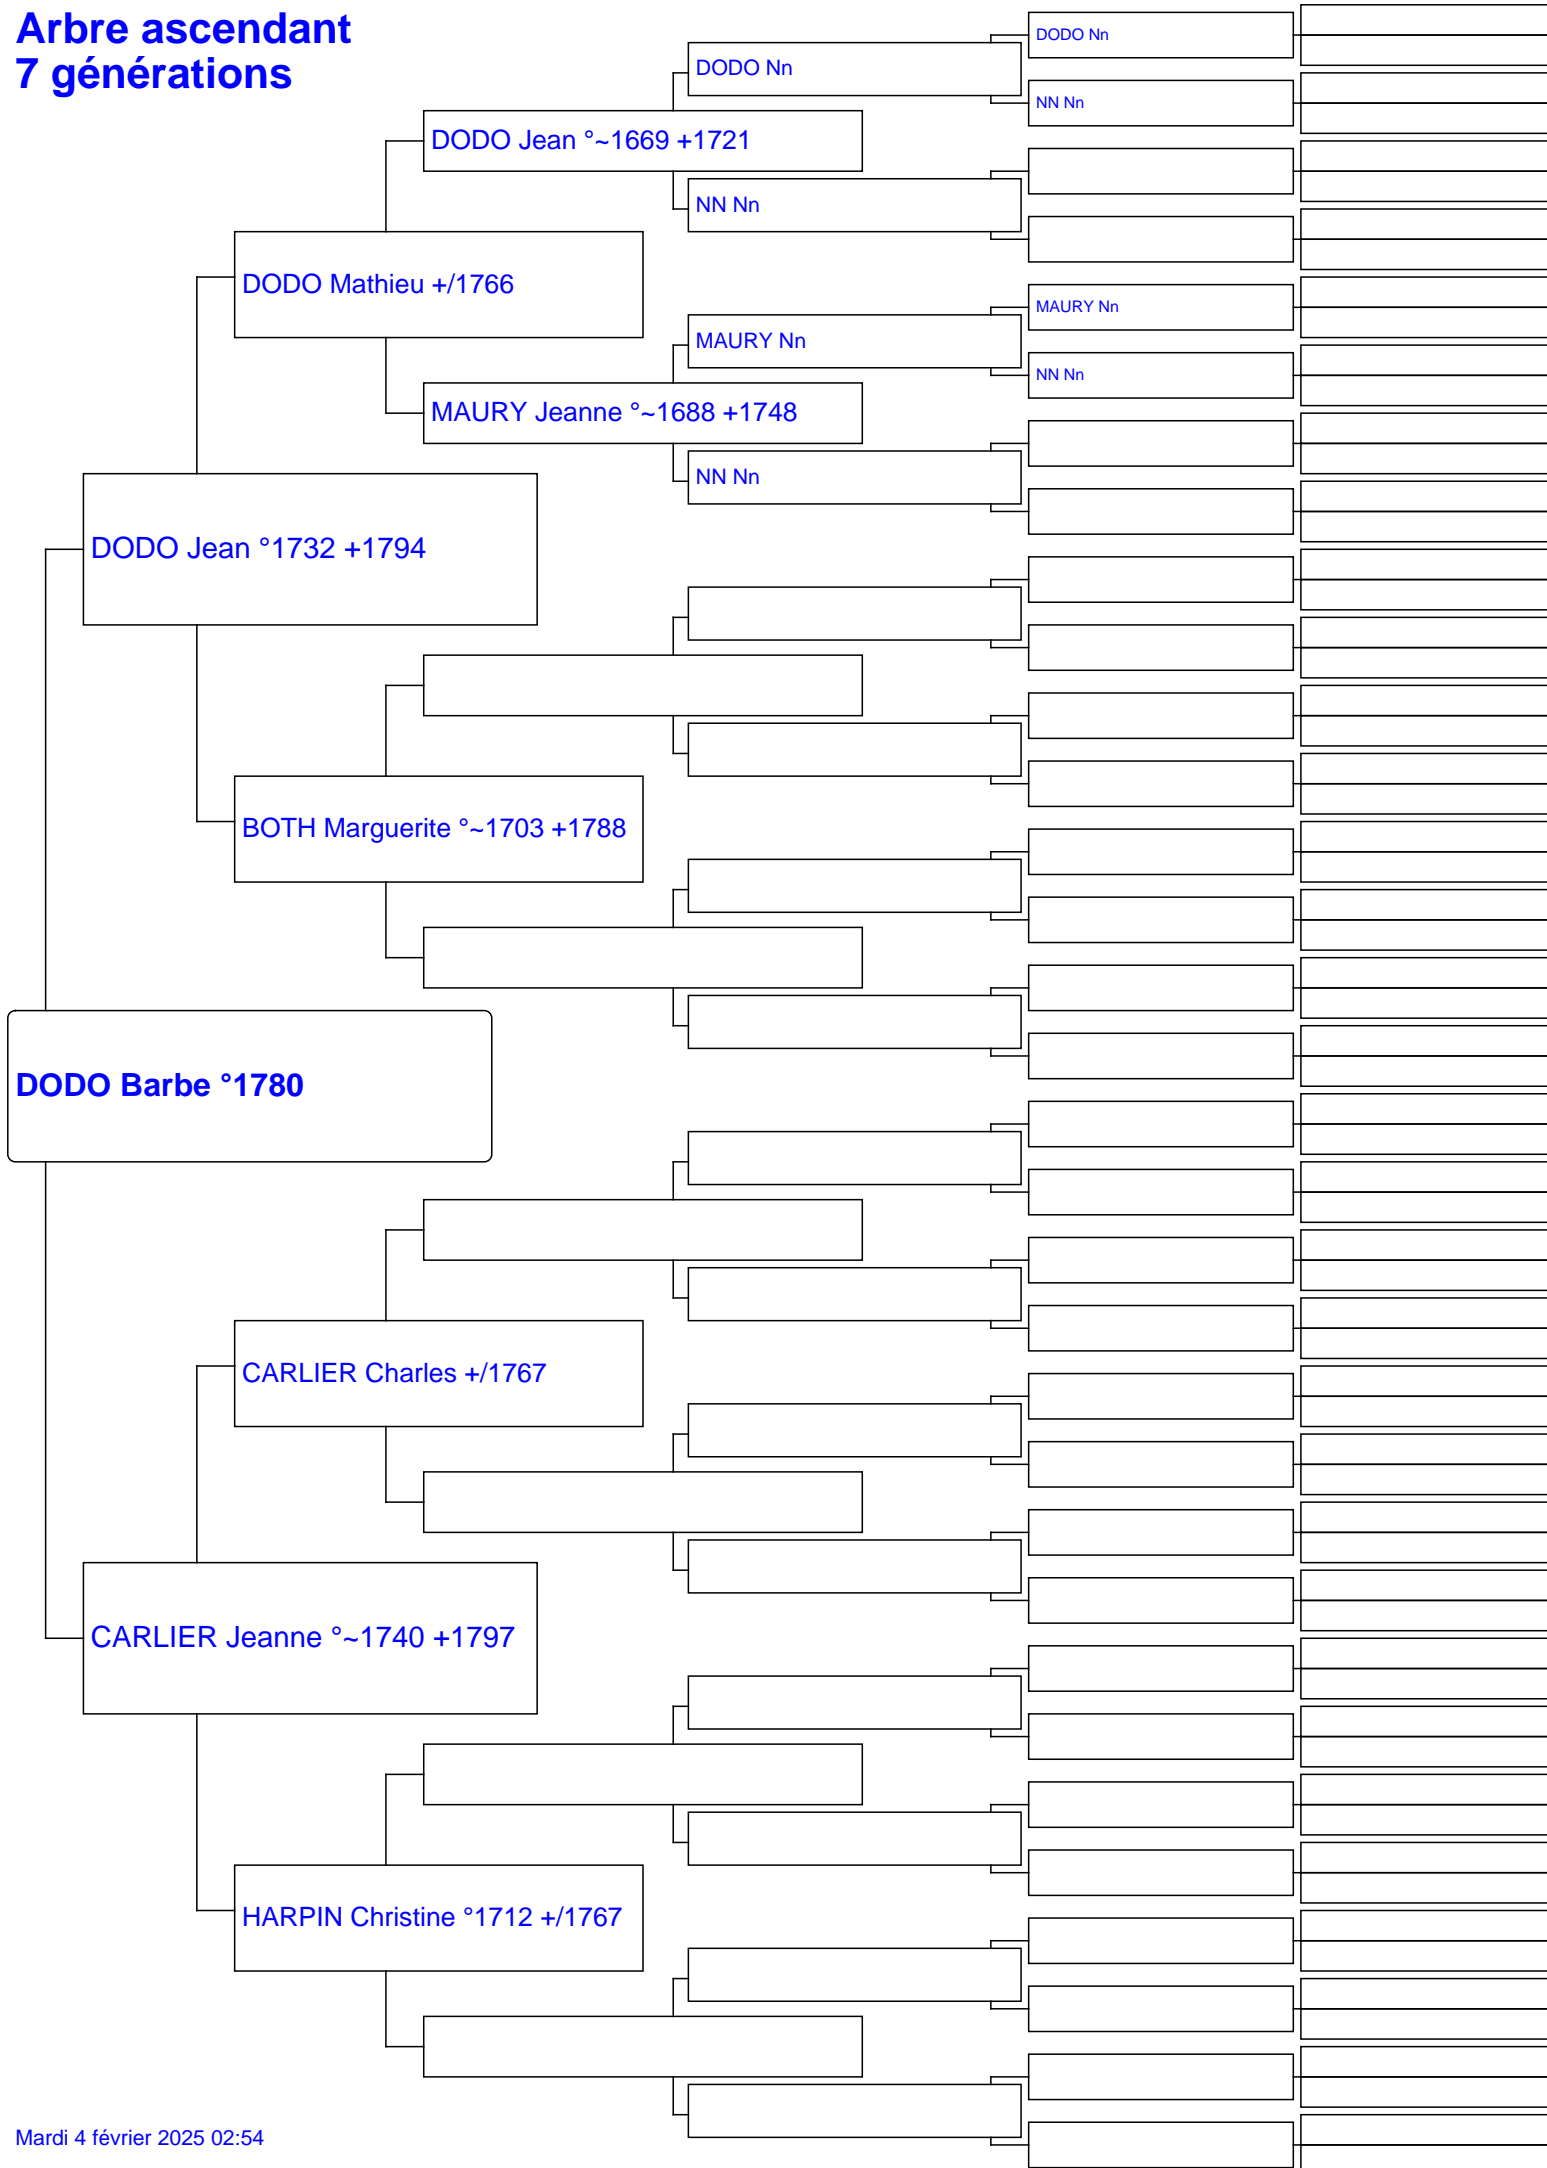 Arbre ascendant
7 générations
DODO Nn
DODO Nn
NN Nn
DODO Jean °~1669 +1721
NN Nn
DODO Mathieu +/1766
MAURY Nn
MAURY Nn
NN Nn
MAURY Jeanne °~1688 +1748
NN Nn
DODO Jean °1732 +1794
BOTH Marguerite °~1703 +1788
DODO Barbe °1780
CARLIER Charles +/1767
CARLIER Jeanne °~1740 +1797
HARPIN Christine °1712 +/1767
Mardi 4 février 2025 02:54